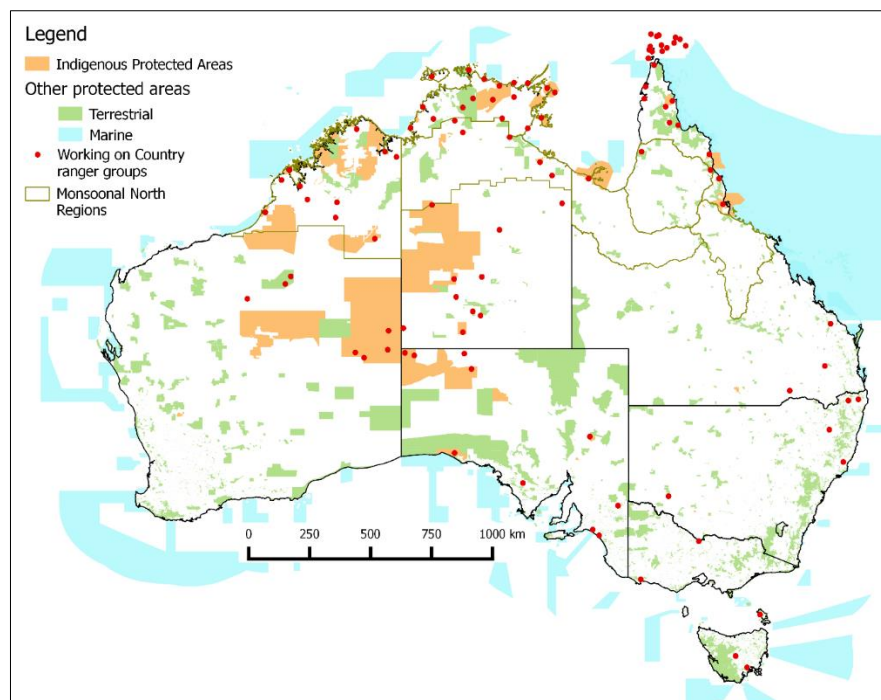 Legend
Indigenous Protected Areas
Other protected areas
Terrestrial
Marine
Working on Country
ranger groups
Monsoonal North
Regions
0 250 500 750 1000 km